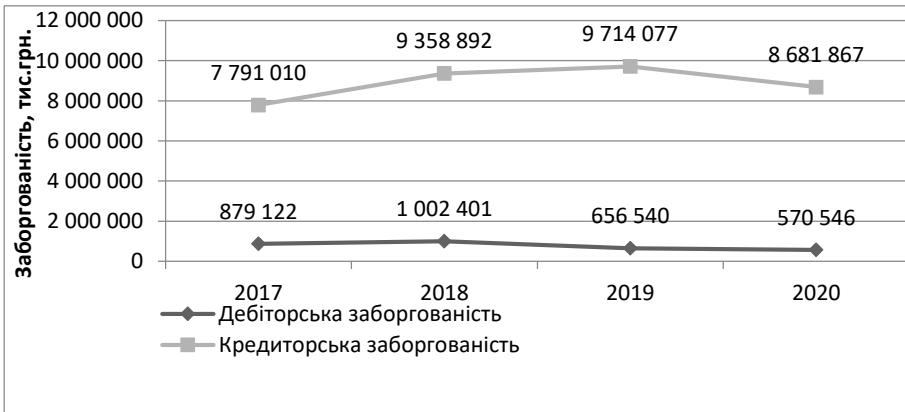 Заборгованість, тис.грн.
12 000 000
10 000 000
8 000 000
6 000 000
4 000 000
2 000 000
0
7 791 010
9 358 892
9 714 077
8 681 867
879 122
1 002 401
656 540
570 546
2017
2018
2019
2020
Дебіторська заборгованість
Кредиторська заборгованість